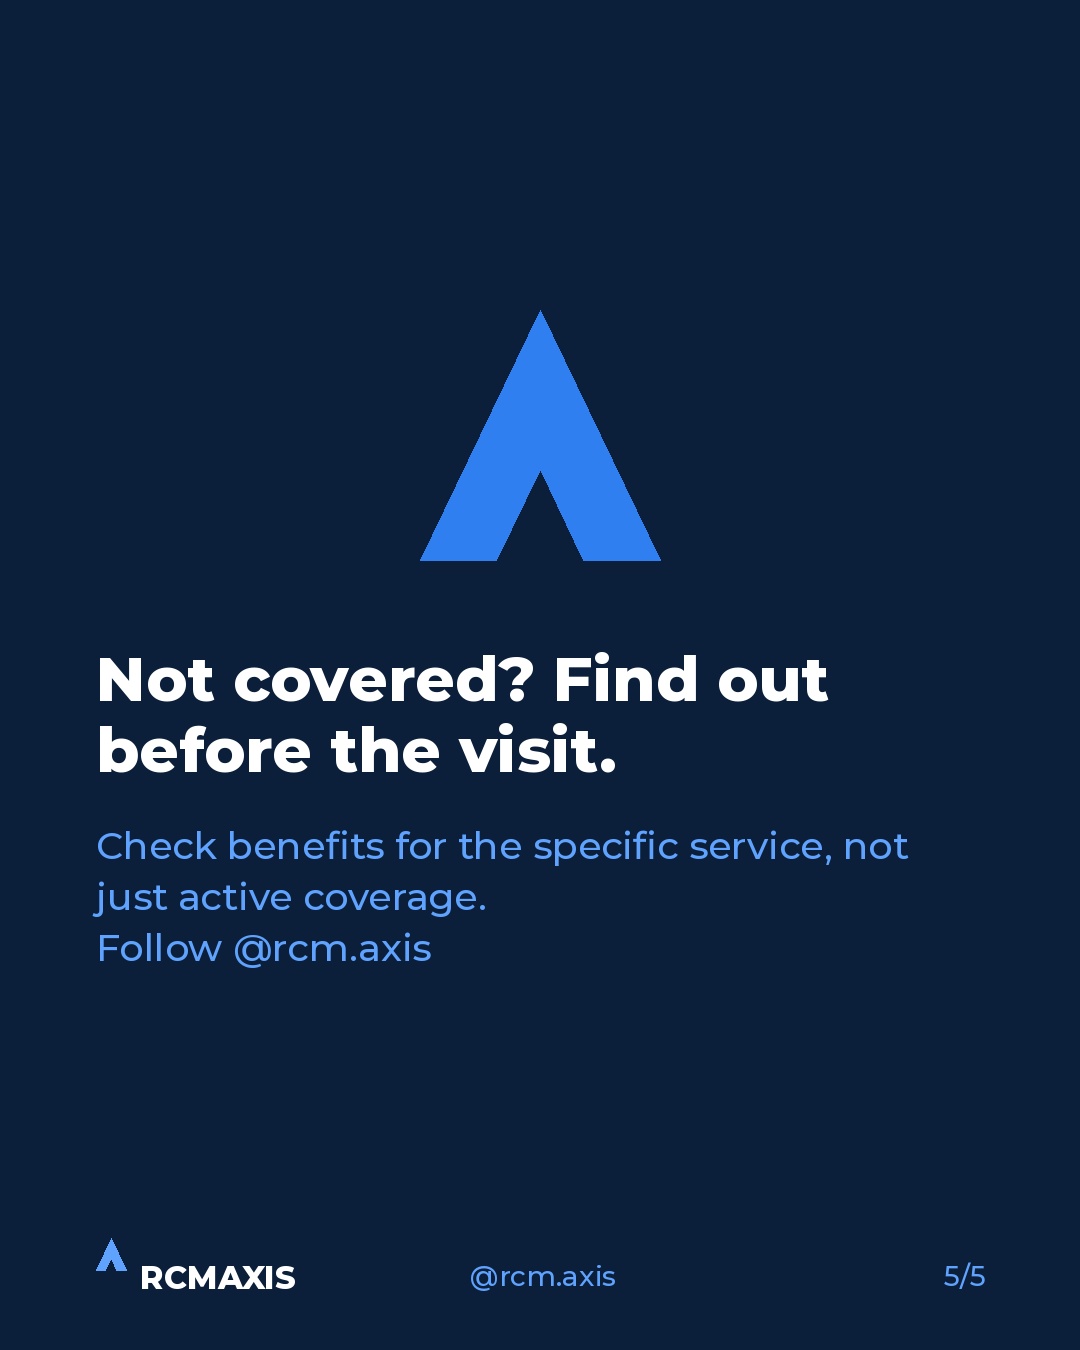 Not covered? Find out
before the visit.
Check benefits for the specific service, not
just active coverage.
Follow @rcm.axis
RCMAXIS
@rcm.axis
5/5